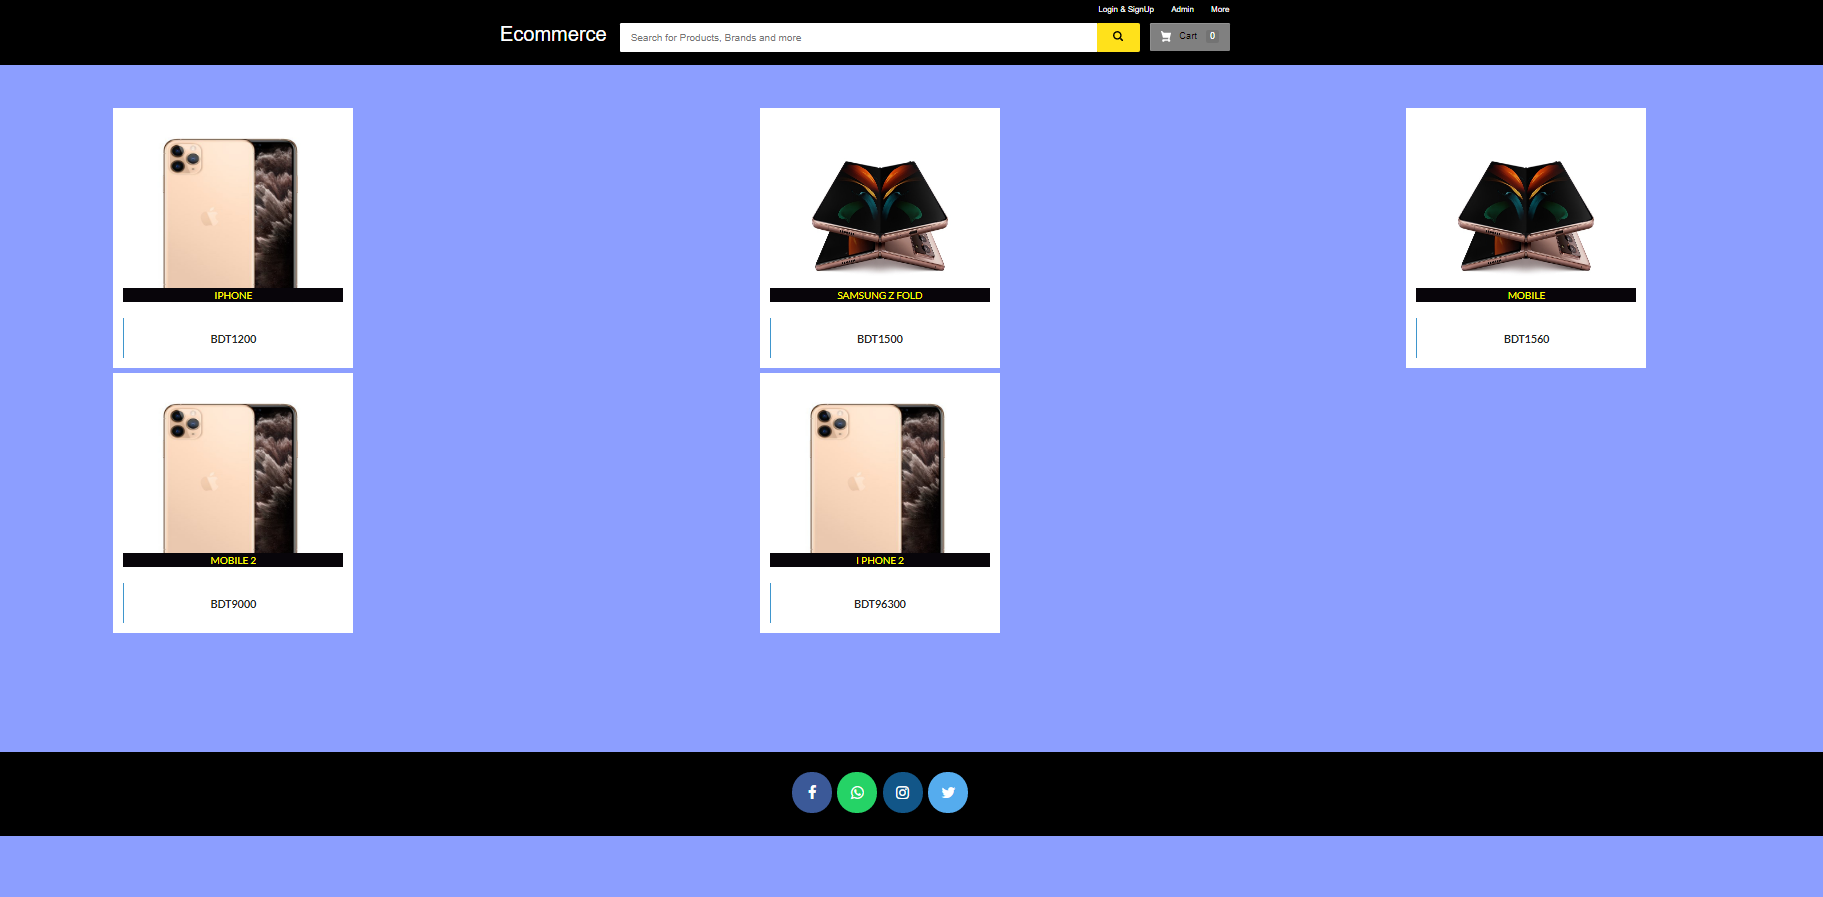 Login & SignUp Admin More
Ecommerce
Search for Products, Brands and more
Cart 0
IPHONE
BDT1200
SAMSUNG Z FOLD
BDT1500
MOBILE
BDT1560
MOBILE 2
BDT9000
I PHONE 2
BDT96300